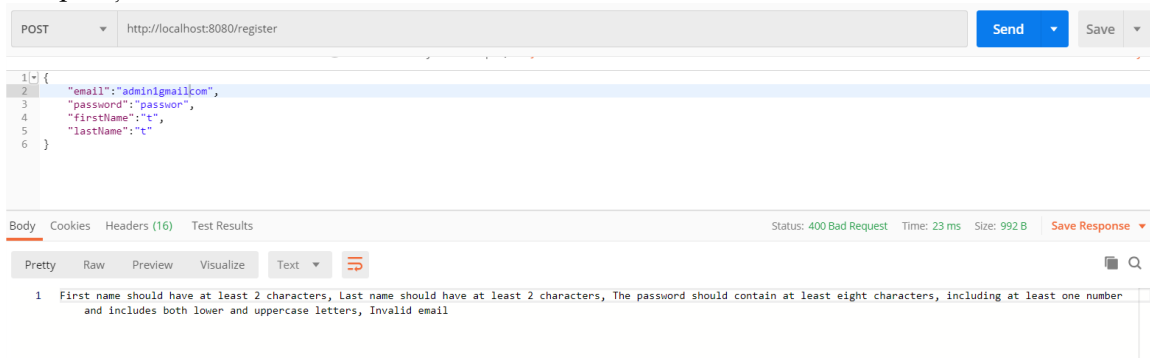 POST http://localhost:8080/register Send Save
1 {
2 "email":"admin1gmailcom",
3 "password":"passwor",
4 "firstName":"t",
5 "lastName":"t"
6 }
Body Cookies Headers (16) Test Results Status: 400 Bad Request Time: 23 ms Size: 992 B Save Response
Pretty Raw Preview Visualize Text
1 First name should have at least 2 characters, Last name should have at least 2 characters, The password should contain at least eight characters, including at least one number
and includes both lower and uppercase letters, Invalid email